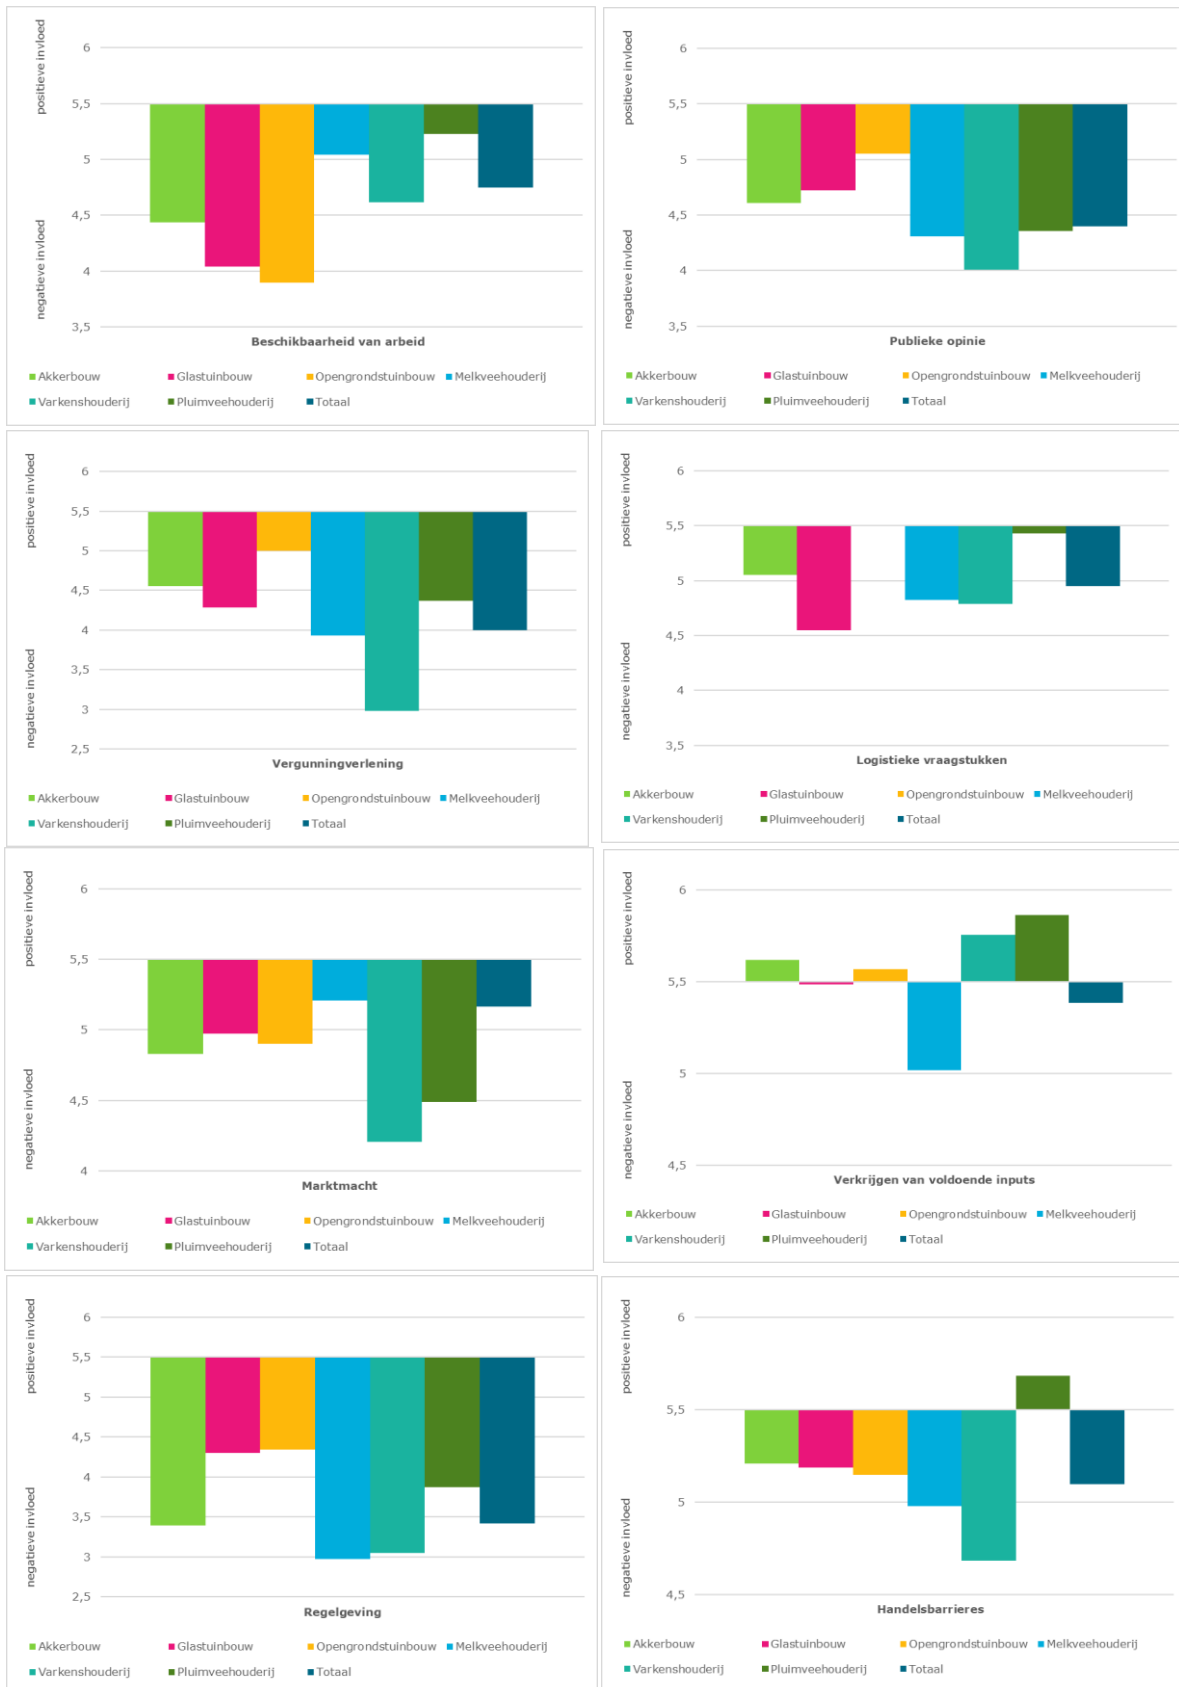 positieve invloed
negatieve invloed
6
5,5
5
4,5
4
3,5
Beschikbaarheid van arbeid
Akkerbouw Glastuinbouw Opengrondstuinbouw Melkveehouderij
Varkenshouderij Pluimveehouderij Totaal
positieve invloed
negatieve invloed
6
5,5
5
4,5
4
3,5
Publieke opinie
Akkerbouw Glastuinbouw Opengrondstuinbouw Melkveehouderij
Varkenshouderij Pluimveehouderij Totaal
positieve invloed
negatieve invloed
6
5,5
5
4,5
4
3,5
3
2,5
Vergunningverlening
Akkerbouw Glastuinbouw Opengrondstuinbouw Melkveehouderij
Varkenshouderij Pluimveehouderij Totaal
positieve invloed
negatieve invloed
6
5,5
5
4,5
4
3,5
Logistieke vraagstukken
Akkerbouw Glastuinbouw Opengrondstuinbouw Melkveehouderij
Varkenshouderij Pluimveehouderij Totaal
positieve invloed
negatieve invloed
6
5,5
5
4,5
4
Marktmacht
Akkerbouw Glastuinbouw Opengrondstuinbouw Melkveehouderij
Varkenshouderij Pluimveehouderij Totaal
positieve invloed
negatieve invloed
6
5,5
5
4,5
Verkrijgen van voldoende inputs
Akkerbouw Glastuinbouw Opengrondstuinbouw Melkveehouderij
Varkenshouderij Pluimveehouderij Totaal
positieve invloed
negatieve invloed
6
5,5
5
4,5
4
3,5
3
2,5
Regelgeving
Akkerbouw Glastuinbouw Opengrondstuinbouw Melkveehouderij
Varkenshouderij Pluimveehouderij Totaal
positieve invloed
negatieve invloed
6
5,5
5
4,5
Handelsbarrieres
Akkerbouw Glastuinbouw Opengrondstuinbouw Melkveehouderij
Varkenshouderij Pluimveehouderij Totaal